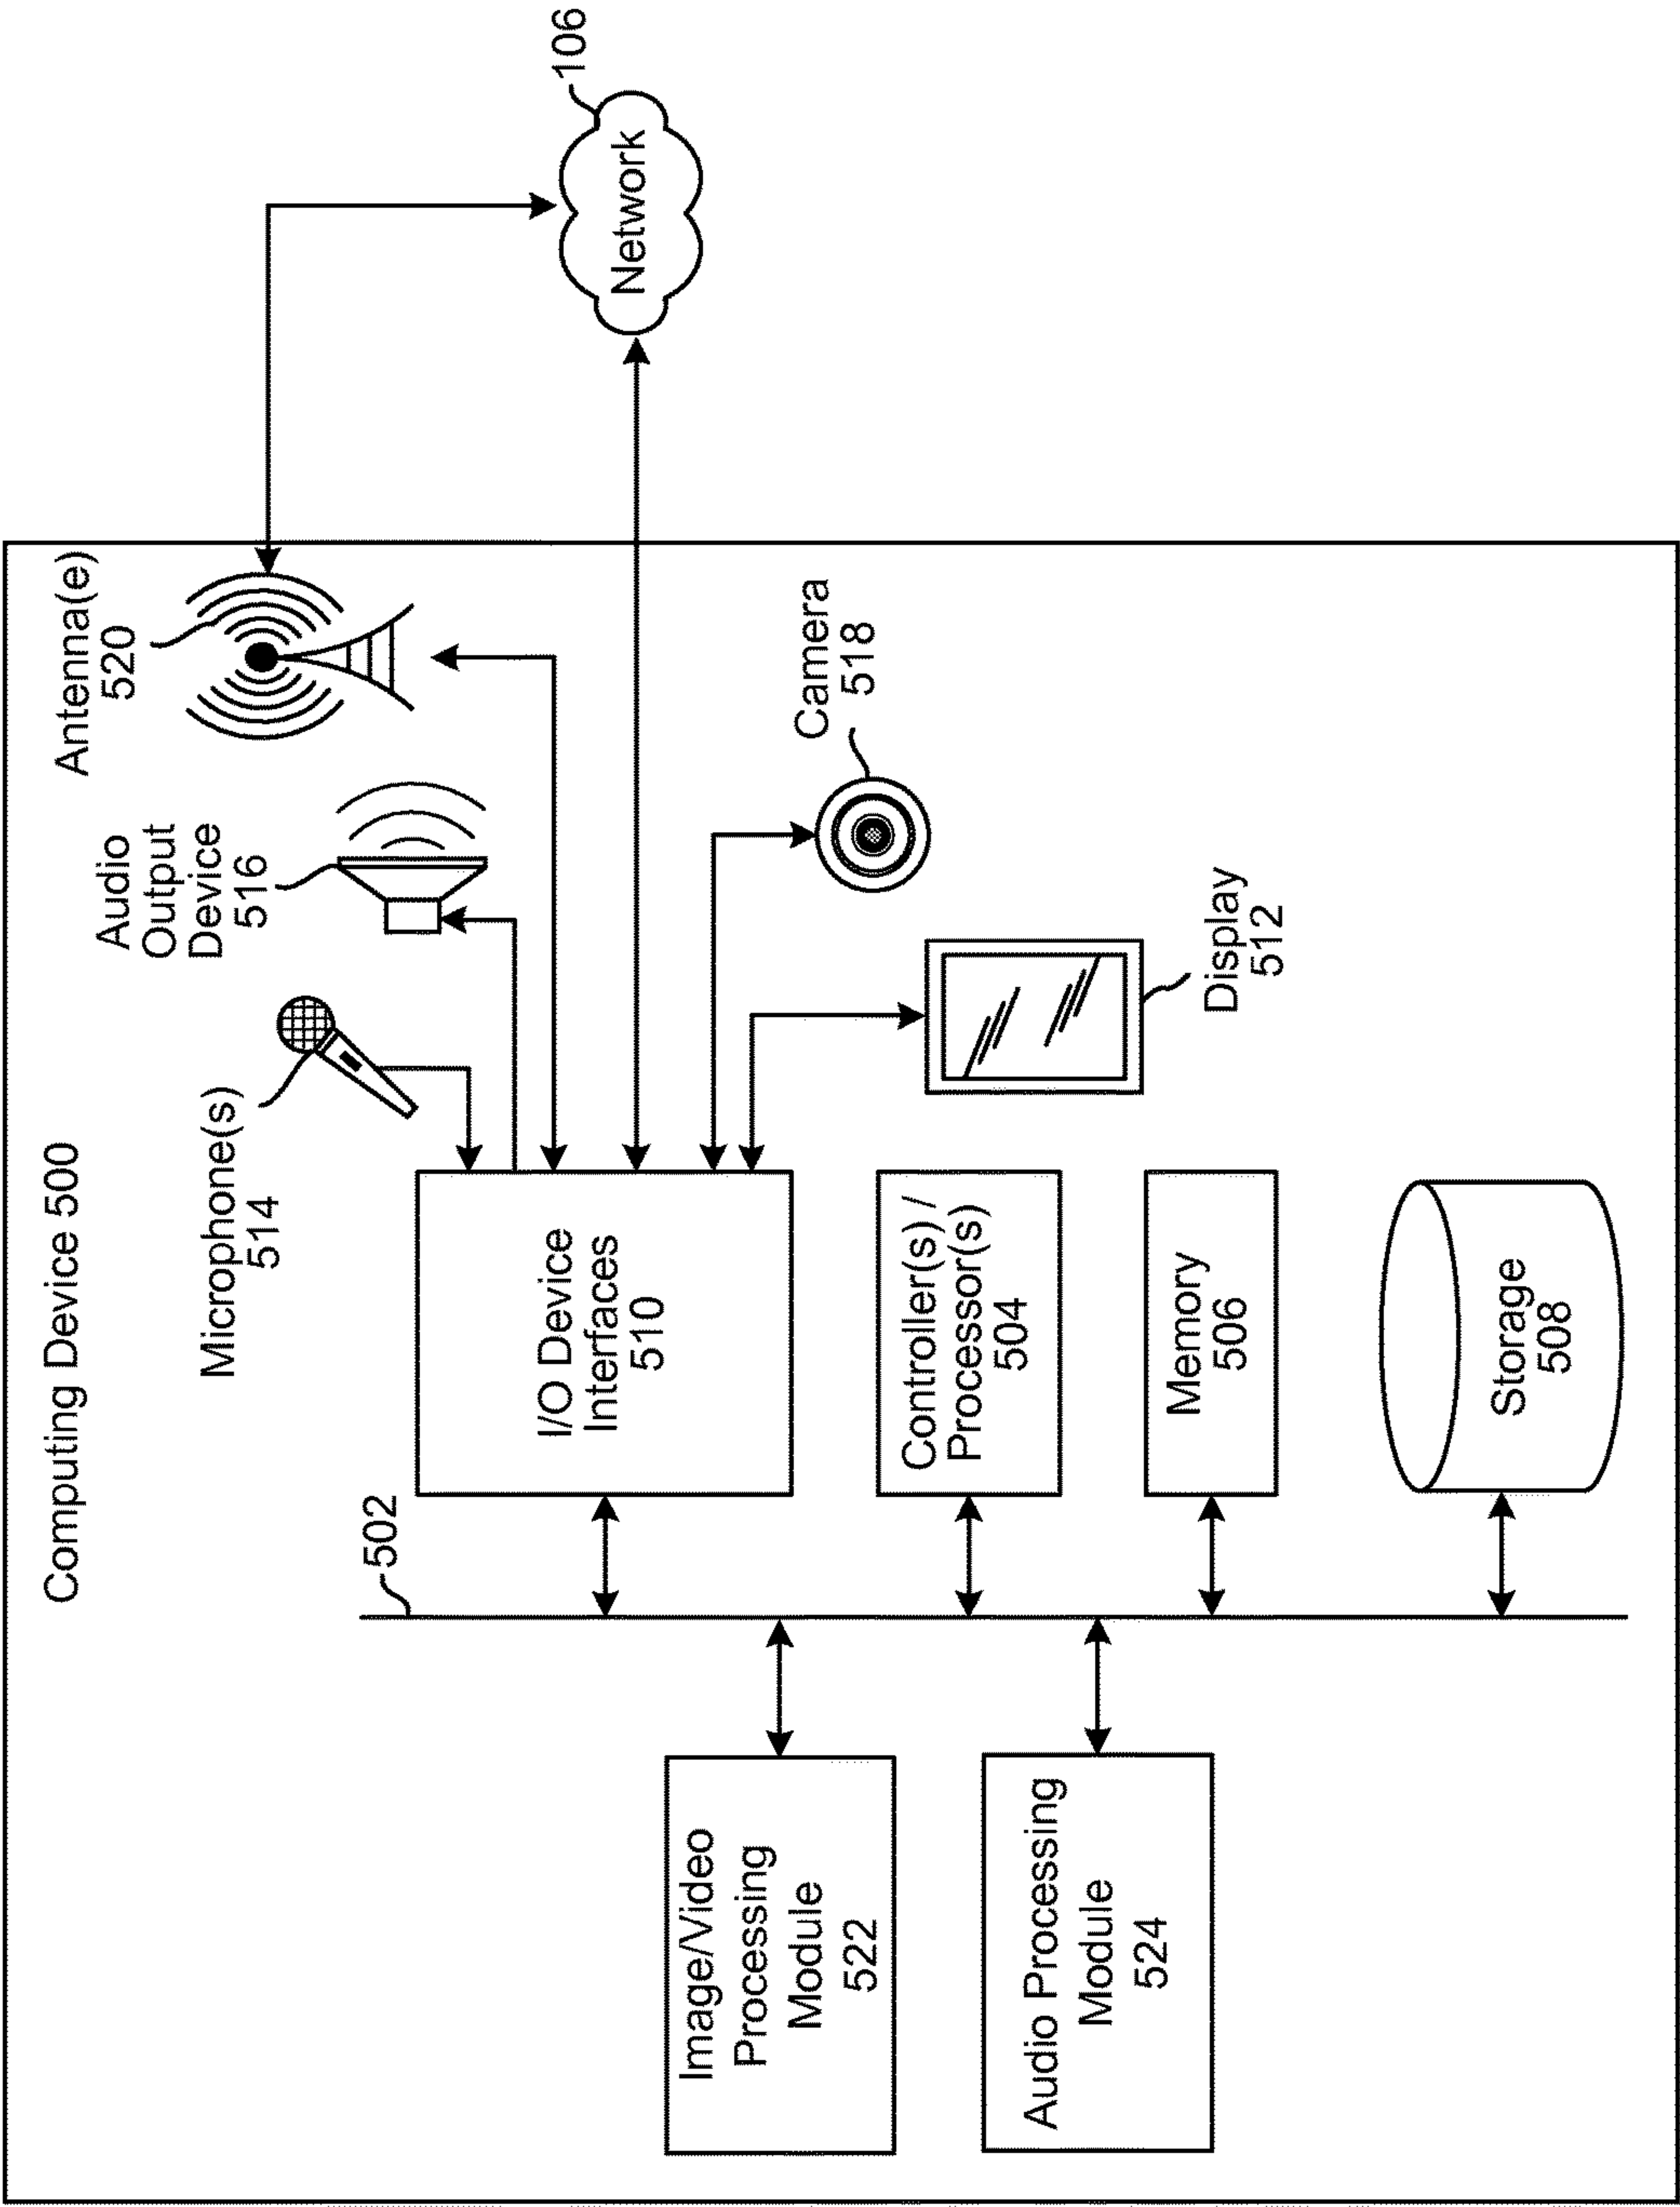 Computing Device 500
Microphone(s)
514
Audio
Output
Device
516
Antenna(e)
520
106
Network
502
I/O Device
Interfaces
510
Camera
518
Image/Video
Processing
Module
522
Controller(s) /
Processor(s)
504
Display
512
Audio Processing
Module
524
Memory
506
Storage
508